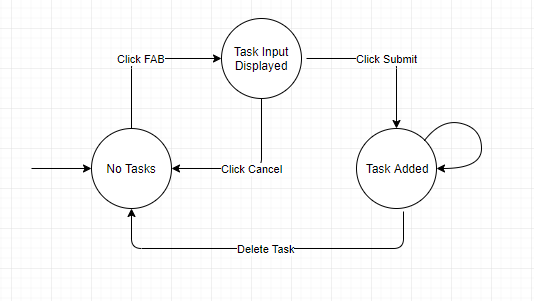 Task Input
Displayed
Click FAB
Click Submit
No Tasks
Click Cancel
Task Added
Delete Task